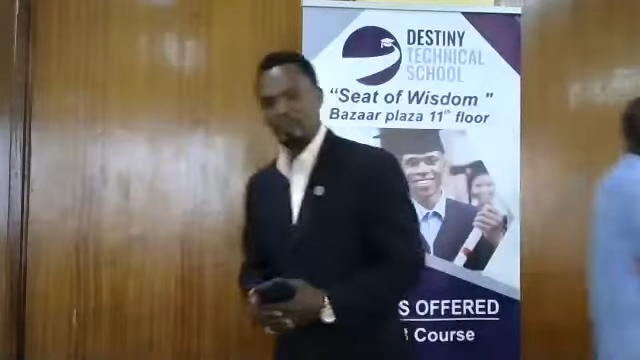 DESTINY
TECHNICAL
SCHOOL
“Seat of Wisdom ”
Bazaar plaza 11th floor
S OFFERED
Course